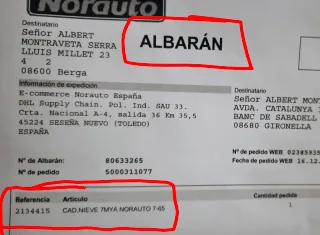 Norauto
Destinatario
Señor ALBERT
MONTRAVETA SERRA
LLUIS MILLET 23
4 2
08600 Berga
ALBARÁN
Información de expedición
E-commerce Norauto España
DHL Supply Chain. Pol. Ind. SAU 33.
Crta. Nacional A-4, salida 36 Km 35,5
45224 SESEÑA NUEVO (TOLEDO)
ESPAÑA
Destinatario
Señor ALBERT MON
AVDA. CATALUNYA
BANC DE SABADELL
08680 GIRONELLA
Nº de Albarán: 80633265
Nº de pedido 5000311077
Nº de pedido WEB 02385935
Fecha de pedido WEB 16.12
Referencia Artículo Cantidad pedida
2134415 CAD.NIEVE 7MYA NORAUTO 7-65 1